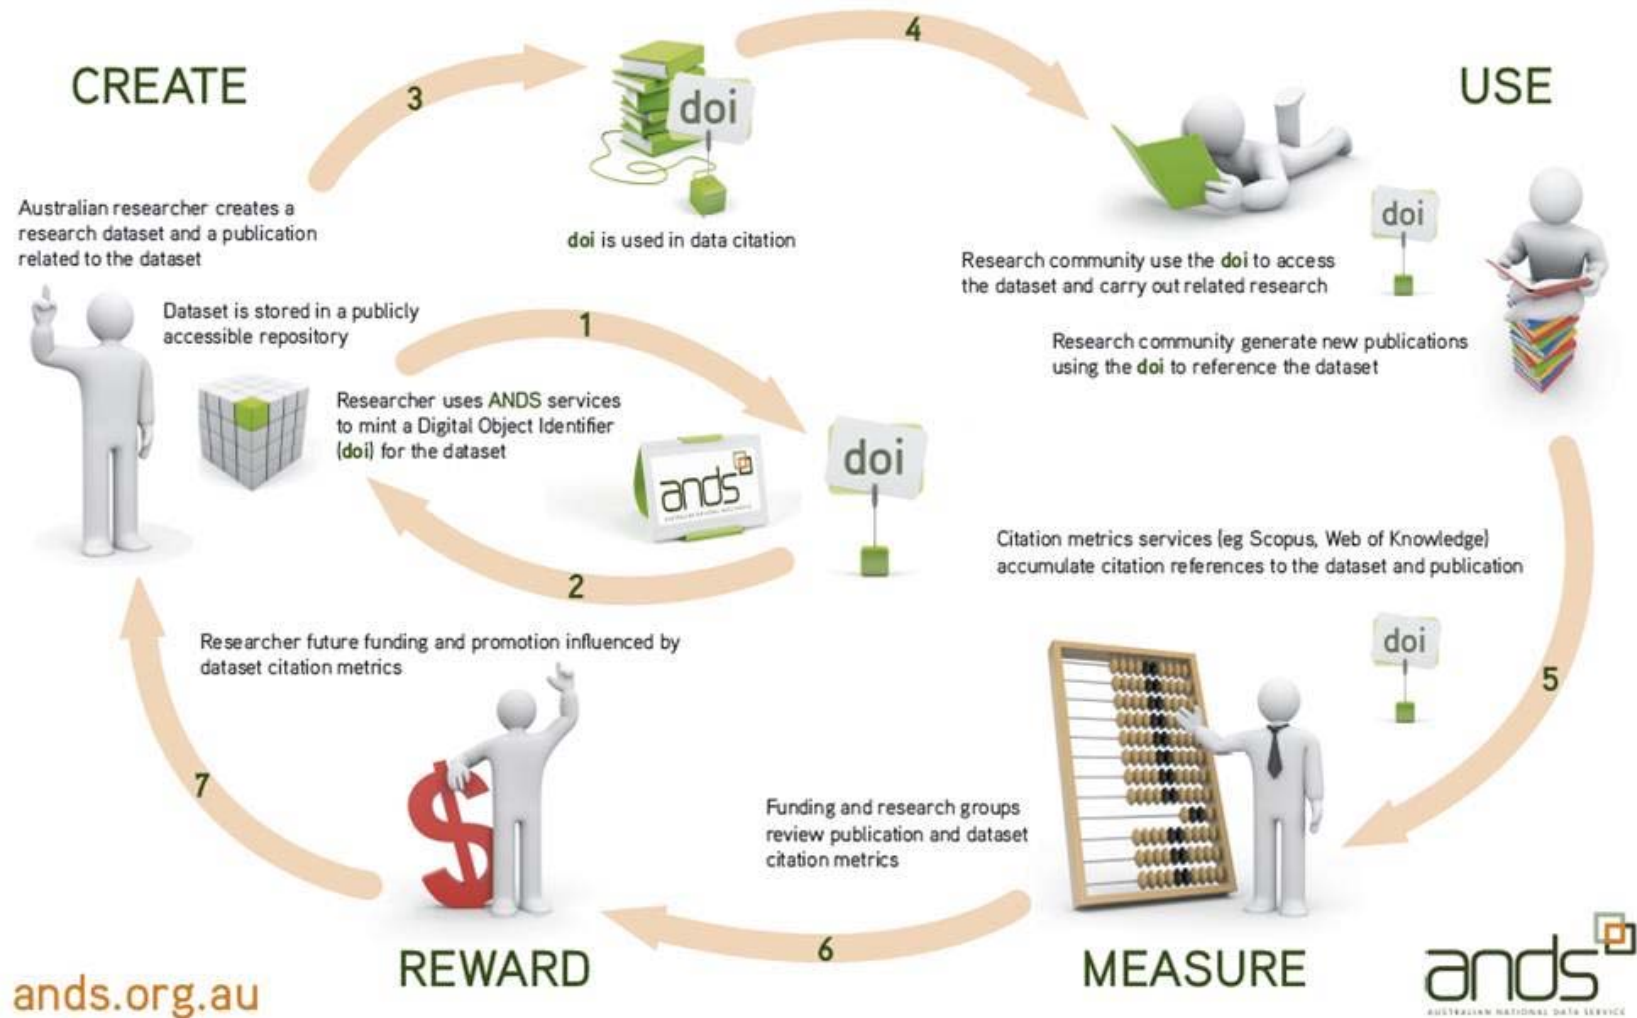 CREATE
3
4
USE
doi
Australian researcher creates a
research dataset and a publication
related to the dataset
doi is used in data citation
doi
Research community use the doi to access
the dataset and carry out related research
Dataset is stored in a publicly
accessible repository
1
Research community generate new publications
using the doi to reference the dataset
Researcher uses ANDS services
to mint a Digital Object Identifier
(doi) for the dataset
doi
ands
2
Citation metrics services (eg Scopus, Web of Knowledge)
accumulate citation references to the dataset and publication
doi
5
Researcher future funding and promotion influenced by
dataset citation metrics
7
$
Funding and research groups
review publication and dataset
citation metrics
6
REWARD
MEASURE
ands.org.au
ands
AUSTRALIAN NATIONAL DATA SERVICE